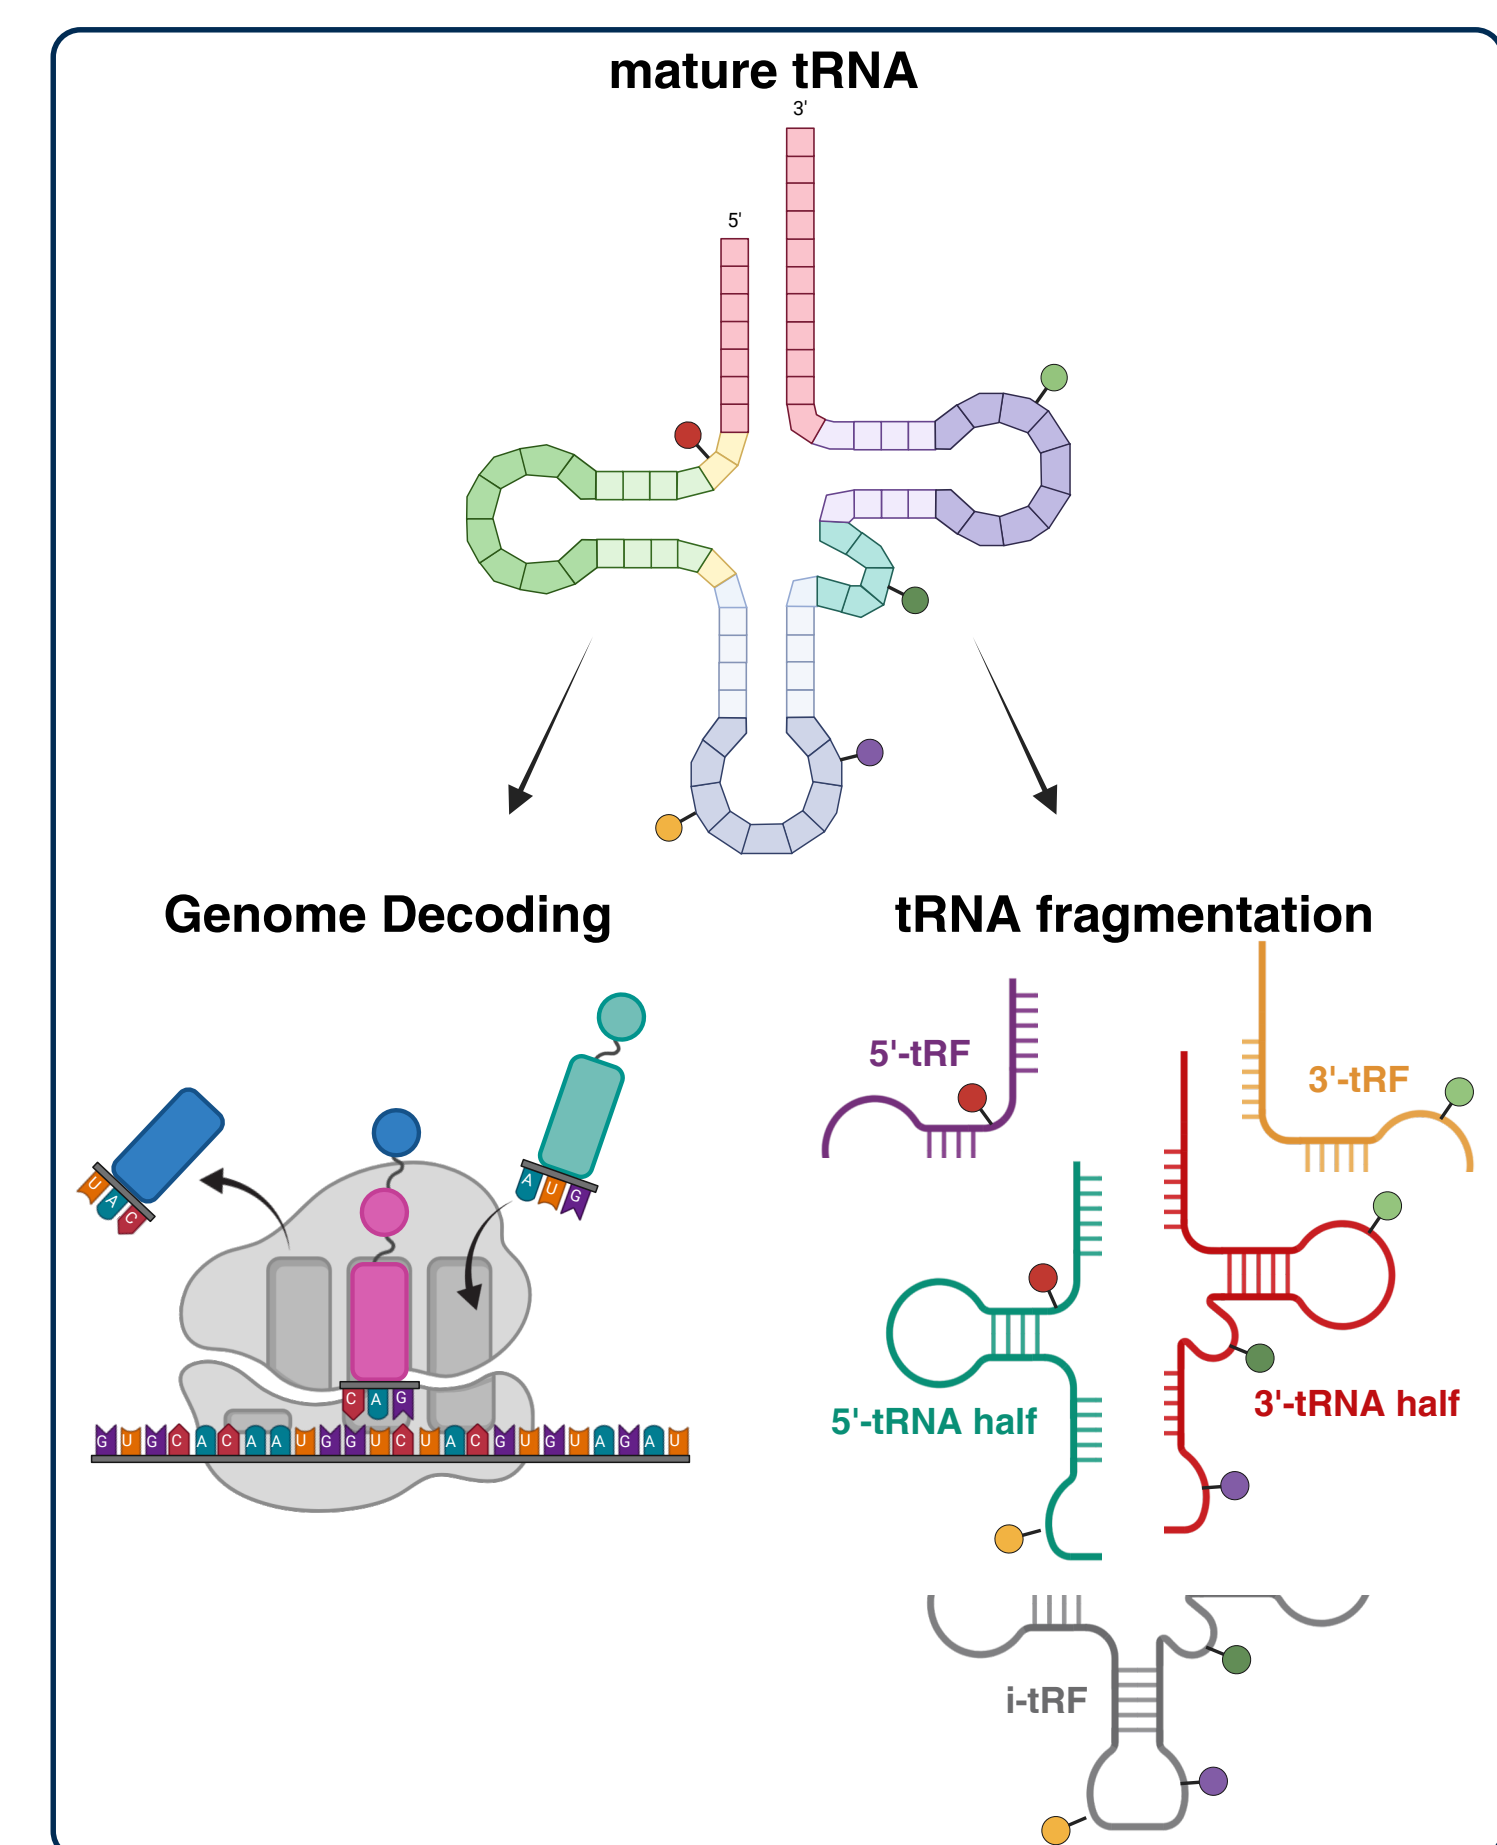 mature tRNA
3'
5'
Genome Decoding
tRNA fragmentation
5'-tRF
3'-tRF
U A C
A U G
C A G
G U G C A C A A U G G U C U A C G U G U A G A U
5'-tRNA half
3'-tRNA half
i-tRF